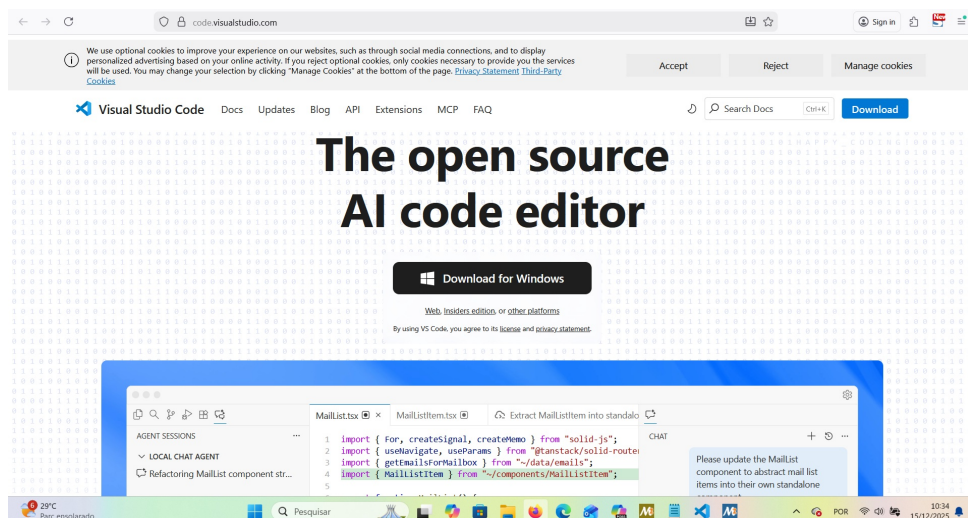 code.visualstudio.com
Sign in
New
We use optional cookies to improve your experience on our websites, such as through social media connections, and to display
personalized advertising based on your online activity. If you reject optional cookies, only cookies necessary to provide you the services
will be used. You may change your selection by clicking "Manage Cookies" at the bottom of the page. Privacy Statement Third-Party
Cookies
Accept
Reject
Manage cookies
Visual Studio Code Docs Updates Blog API Extensions MCP FAQ
Search Docs Ctrl+K
Download
The open source
AI code editor
Download for Windows
Web, Insiders edition, or other platforms
By using VS Code, you agree to its license and privacy statement.
MailList.tsx
MailListItem.tsx
Extract MailListItem into standalo
AGENT SESSIONS
LOCAL CHAT AGENT
Refactoring MailList component str...
1 import { For, createSignal, createMemo } from "solid-js";
2 import { useNavigate, useParams } from "@tanstack/solid-router
3 import { getEmailsForMailbox } from "~/data/emails";
4 import { MailListItem } from "~/components/MailListItem";
5
CHAT
Please update the MailList
component to abstract mail list
items into their own standalone
component
6
29°C
Parc ensolarado
Pesquisar
POR
10:34
15/12/2025